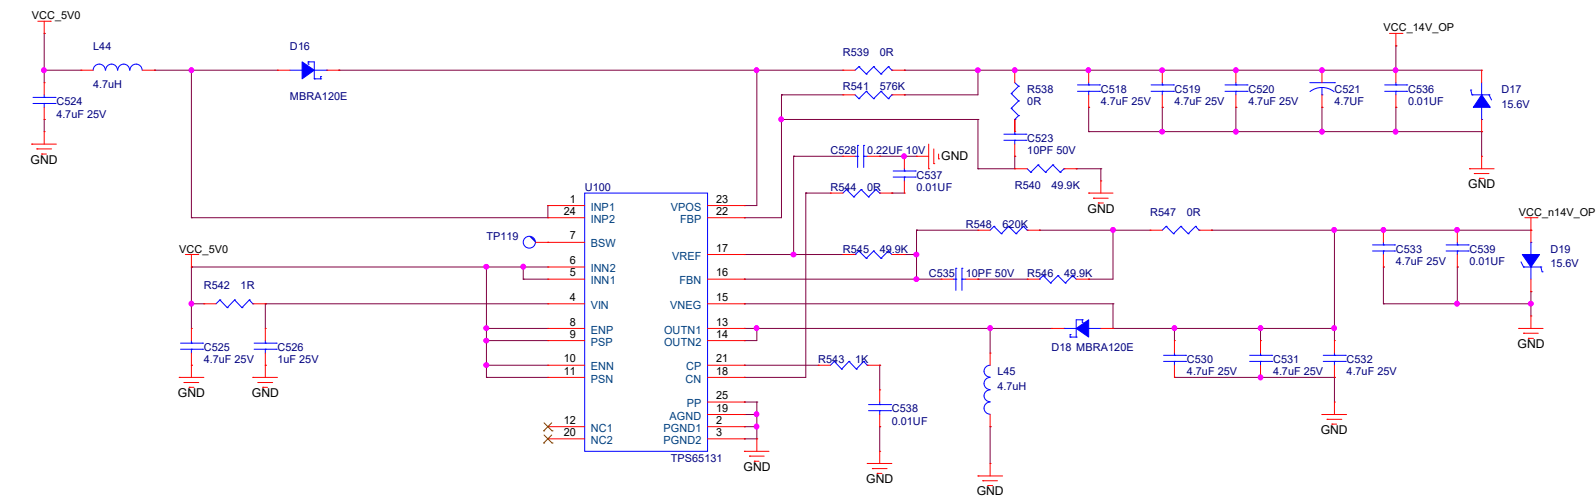 VCC_5V0
L44
4.7uH
C524
4.7uF 25V
GND
D16
MBRA120E
R539 0R
R541 576K
R538
0R
C523
10PF 50V
R540 49.9K
GND
C518
4.7uF 25V
C519
4.7uF 25V
C520
4.7uF 25V
C521
4.7UF
C536
0.01UF
VCC_14V_OP
D17
15.6V
GND
C528 0.22UF 10V
GND
C537
0.01UF
R544 0R
U100
1 INP1
24 INP2
7 BSW
6 INN2
5 INN1
4 VIN
8 ENP
9 PSP
10 ENN
11 PSN
12 NC1
20 NC2
VPOS 23
FBP 22
VREF 17
FBN 16
VNEG 15
OUTN1 13
OUTN2 14
CP 21
CN 18
PP 25
AGND 19
PGND1 2
PGND2 3
TPS65131
GND
TP119
VCC_5V0
R542 1R
C525
4.7uF 25V
GND
C526
1uF 25V
GND
R548 620K
R547 0R
R545 49.9K
C535 10PF 50V
R546 49.9K
VCC_n14V_OP
C533
4.7uF 25V
C539
0.01UF
D19
15.6V
GND
D18 MBRA120E
C530
4.7uF 25V
C531
4.7uF 25V
C532
4.7uF 25V
GND
R543 1K
C538
0.01UF
GND
L45
4.7uH
GND